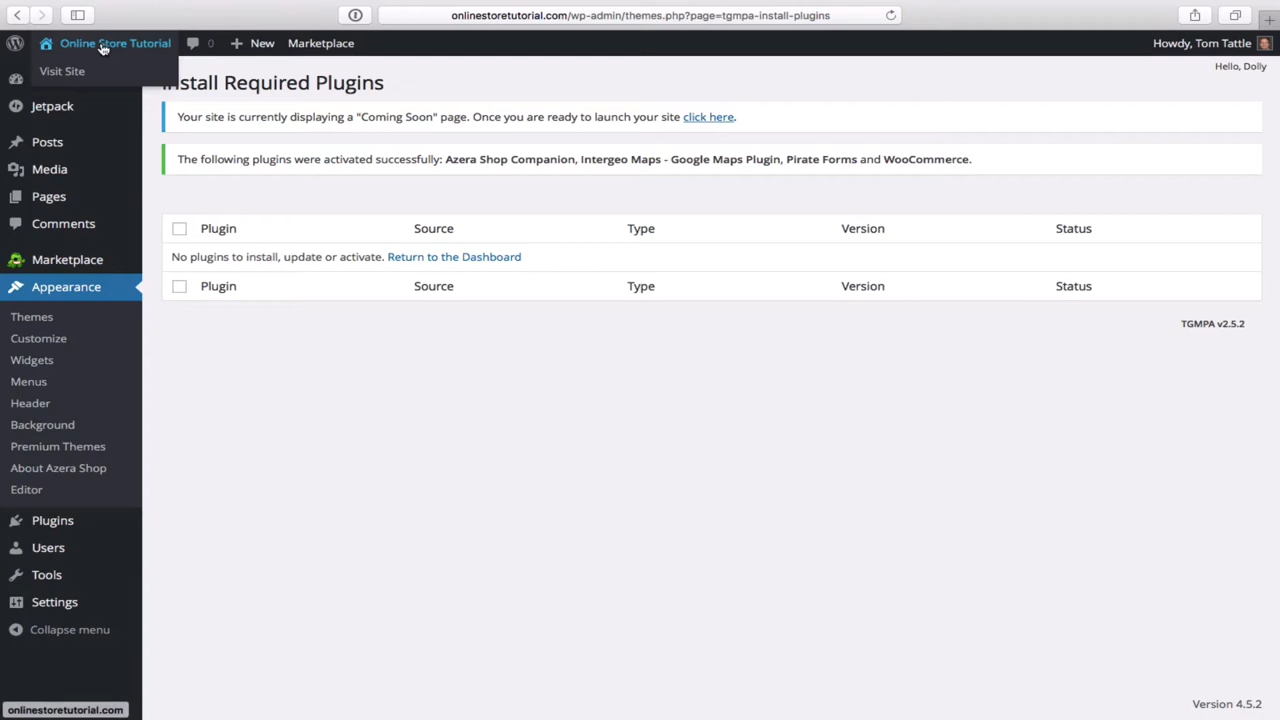 onlinestoretutorial.com/wp-admin/themes.php?page=tgmpa-install-plugins
Online Store Tutorial
0
New
Marketplace
Howdy, Tom Tattle
Visit Site
Hello, Dolly
Install Required Plugins
Jetpack
Your site is currently displaying a "Coming Soon" page. Once you are ready to launch your site click here.
Posts
The following plugins were activated successfully: Azera Shop Companion, Intergeo Maps - Google Maps Plugin, Pirate Forms and WooCommerce.
Media
Pages
Comments
Plugin Source Type Version Status
Marketplace
No plugins to install, update or activate. Return to the Dashboard
Appearance
Plugin Source Type Version Status
Themes
TGMPA v2.5.2
Customize
Widgets
Menus
Header
Background
Premium Themes
About Azera Shop
Editor
Plugins
Users
Tools
Settings
Collapse menu
onlinestoretutorial.com
Version 4.5.2